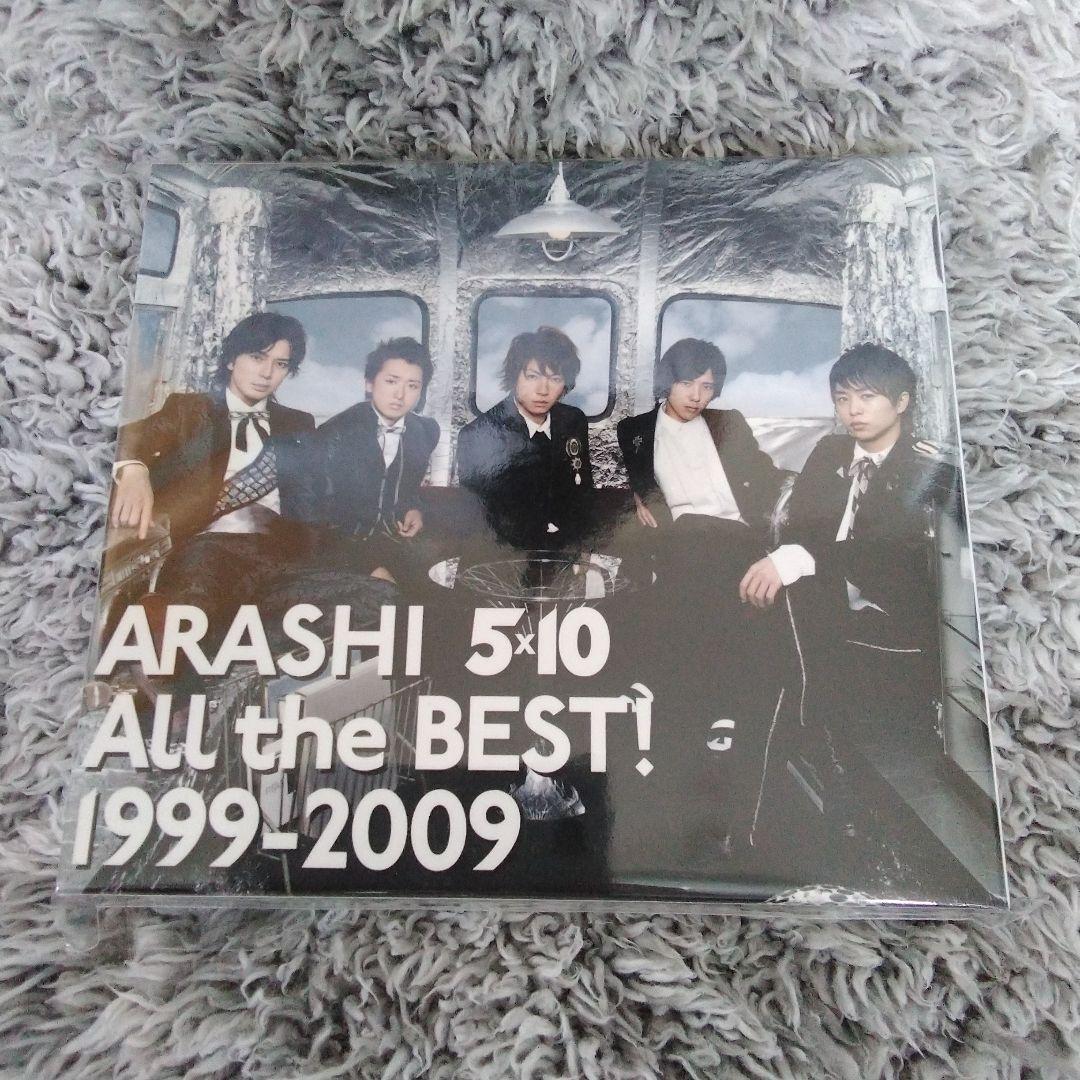 ARASHI 5×10
All the BEST!
1999-2009